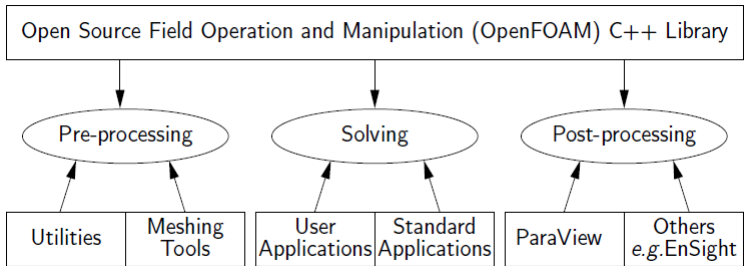 Open Source Field Operation and Manipulation (OpenFOAM) C++ Library
Pre-processing
Solving
Post-processing
Utilities
Meshing
Tools
User
Applications
Standard
Applications
ParaView
Others
e.g.EnSight